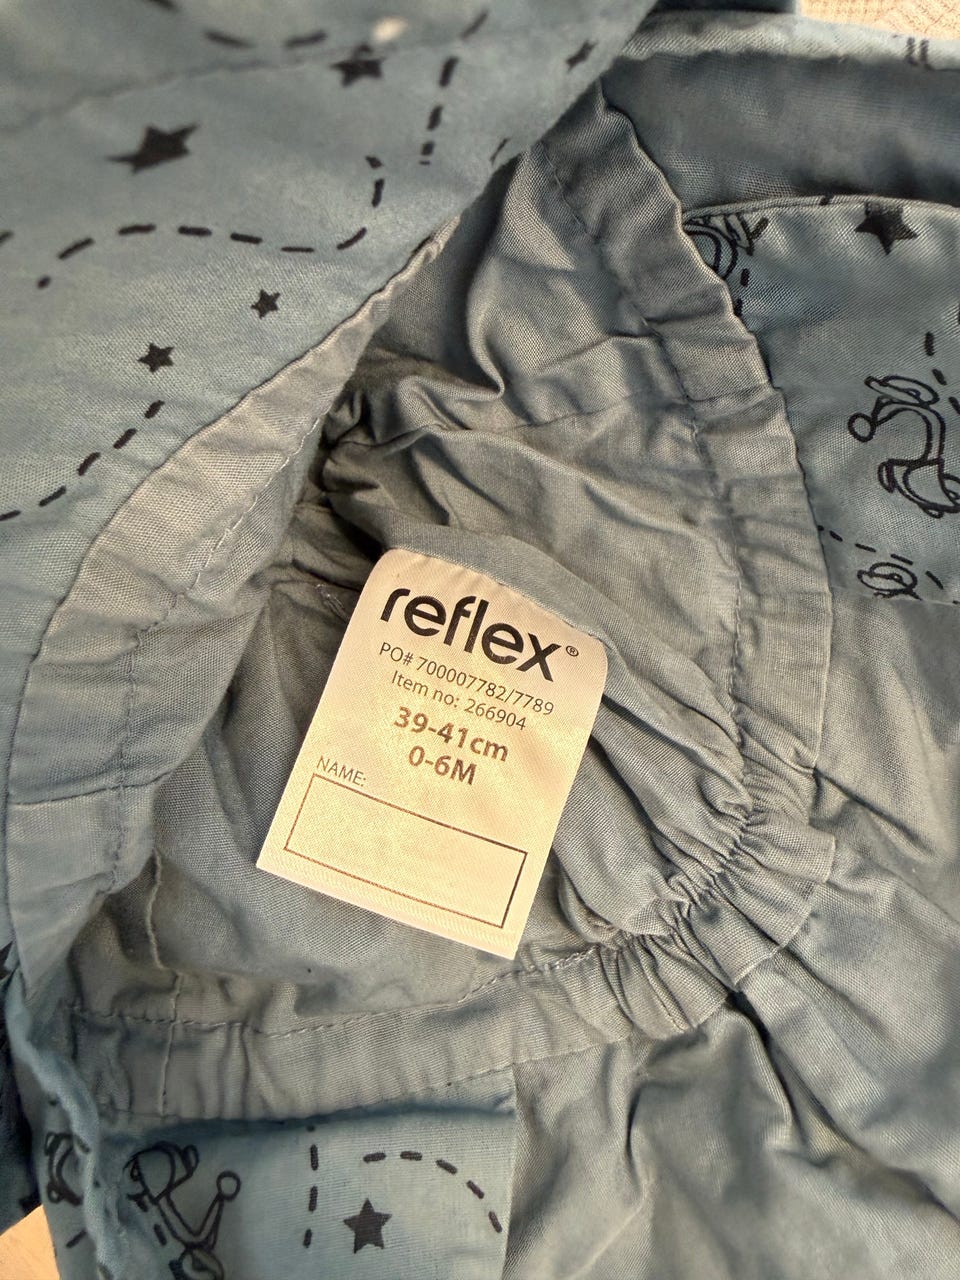 reflex®
PO# 700007782/7789
Item no: 266904
39-41cm
0-6M
NAME: